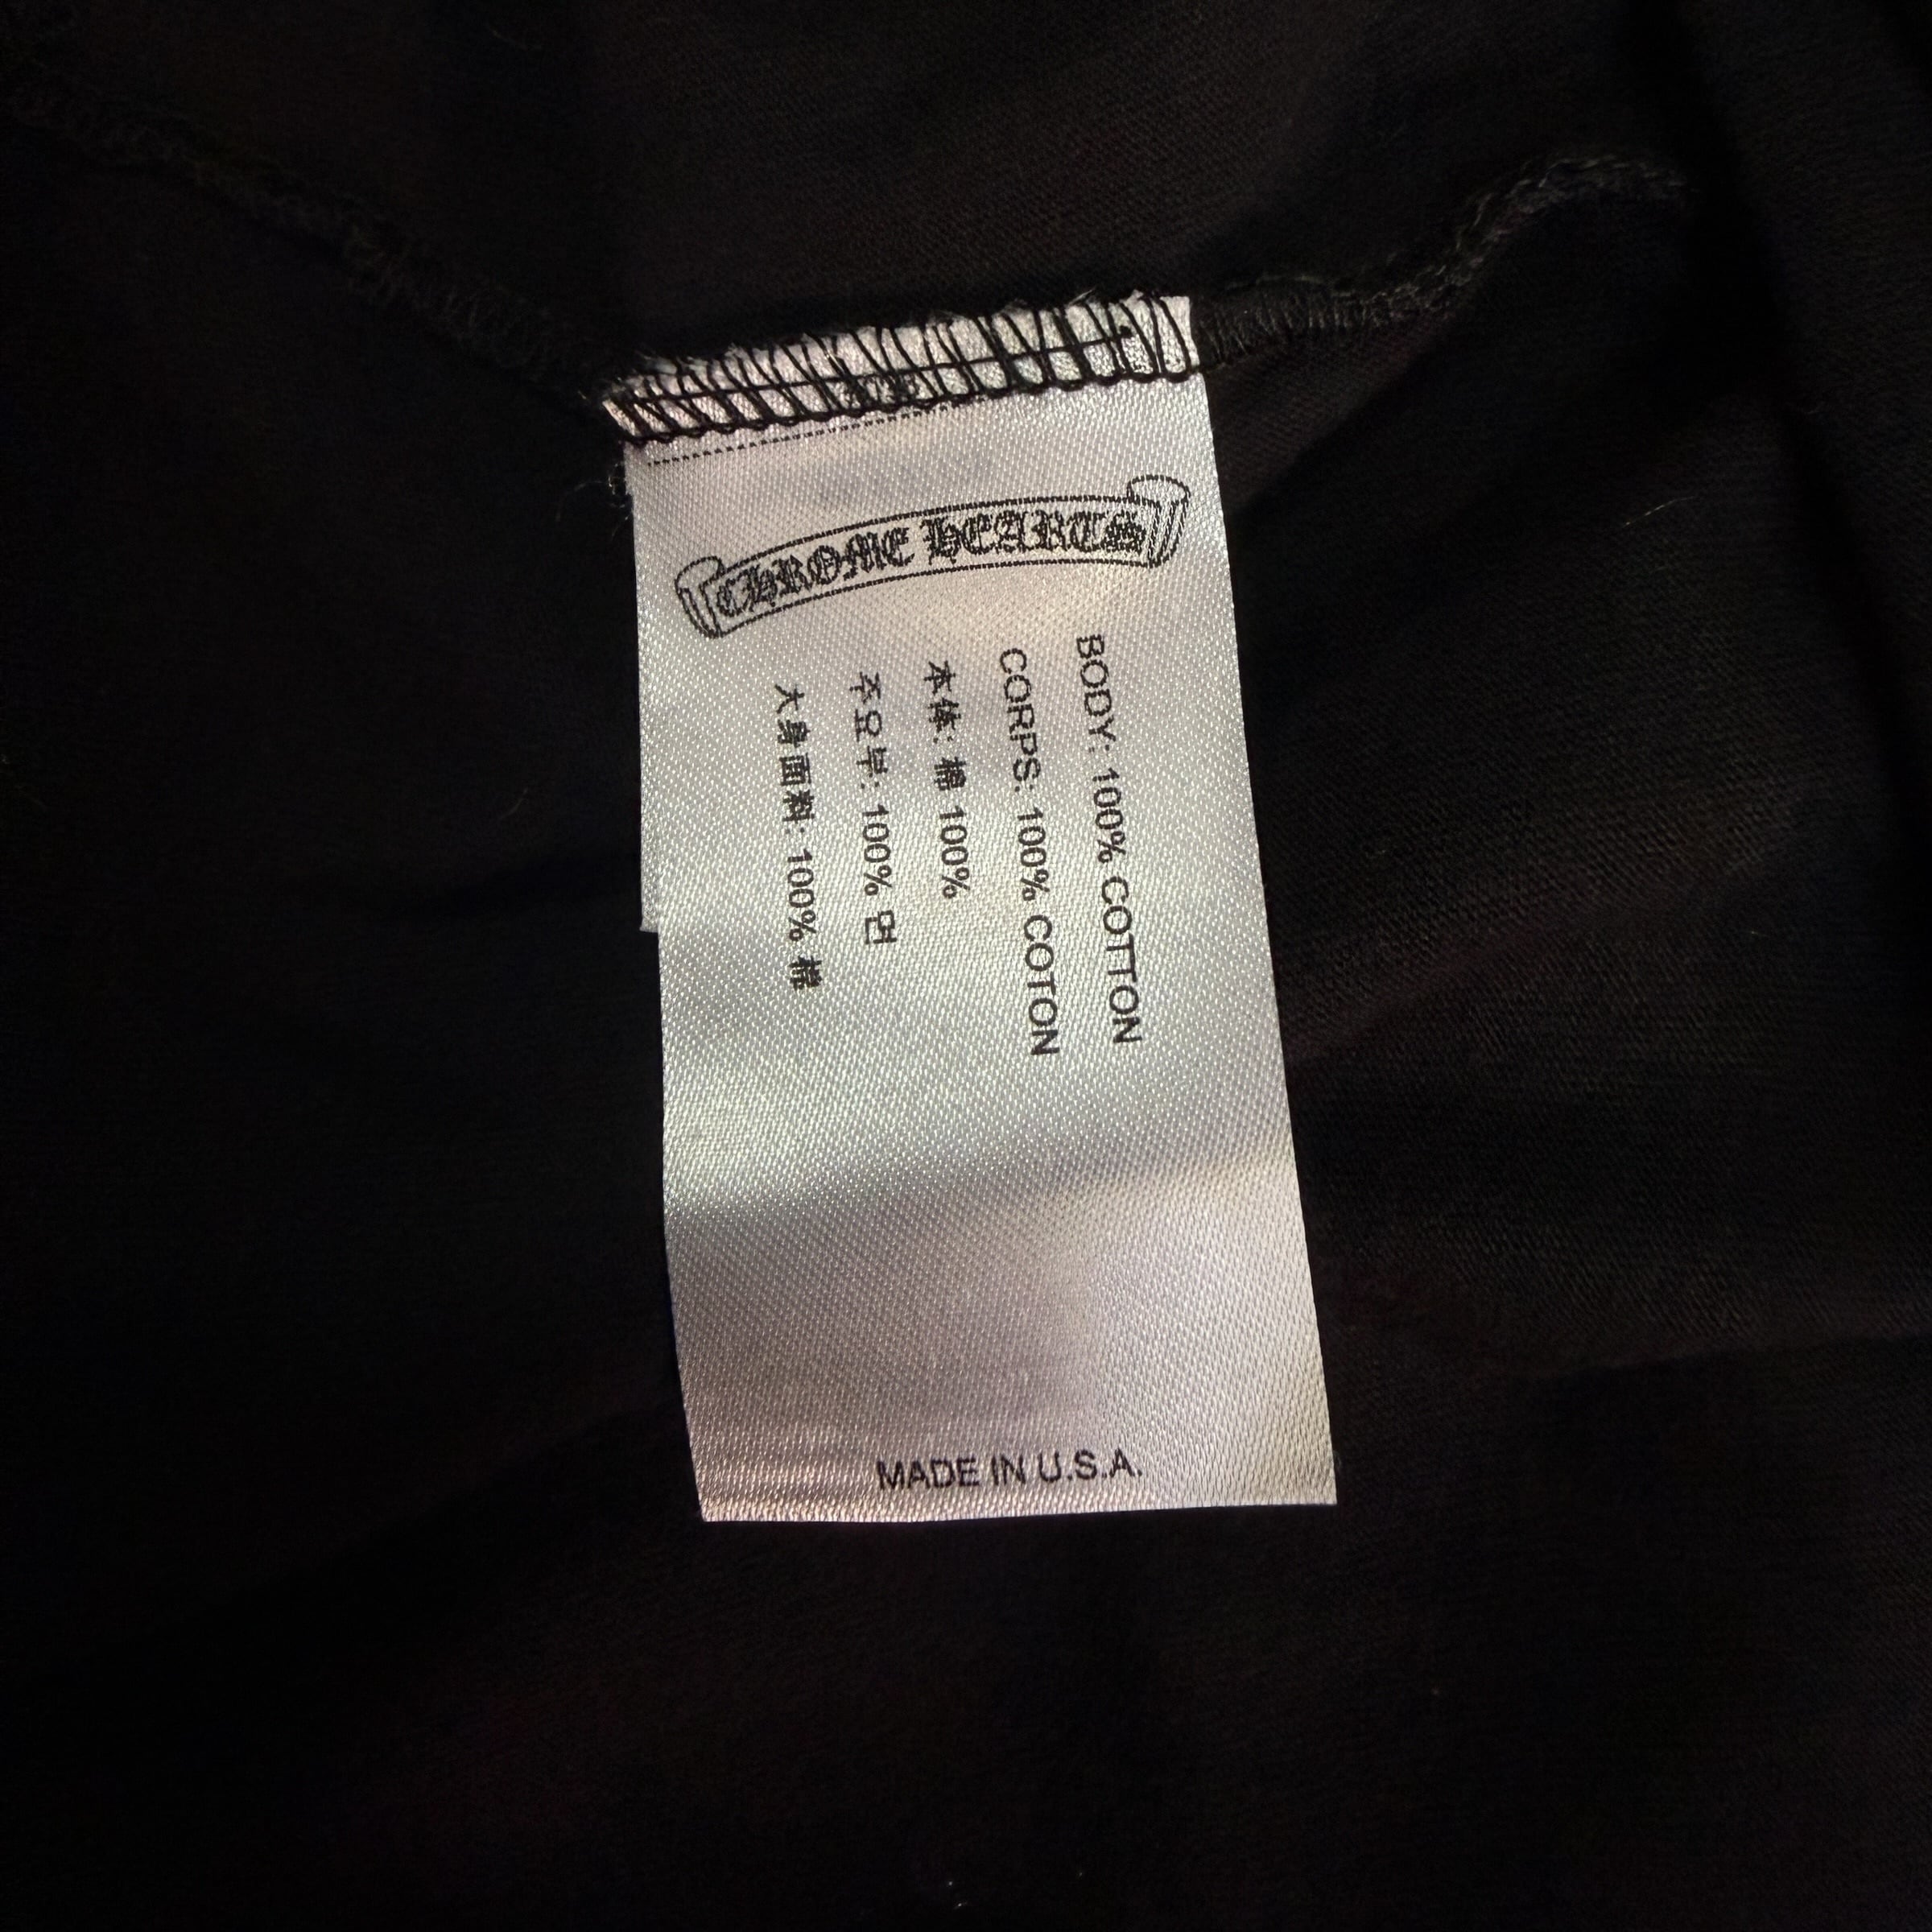 CHROME HEARTS
BODY: 100% COTTON
CORPS: 100% COTON
本体: 棉 100%
주요부: 100% 면
大身面料: 100% 棉
MADE IN U.S.A.